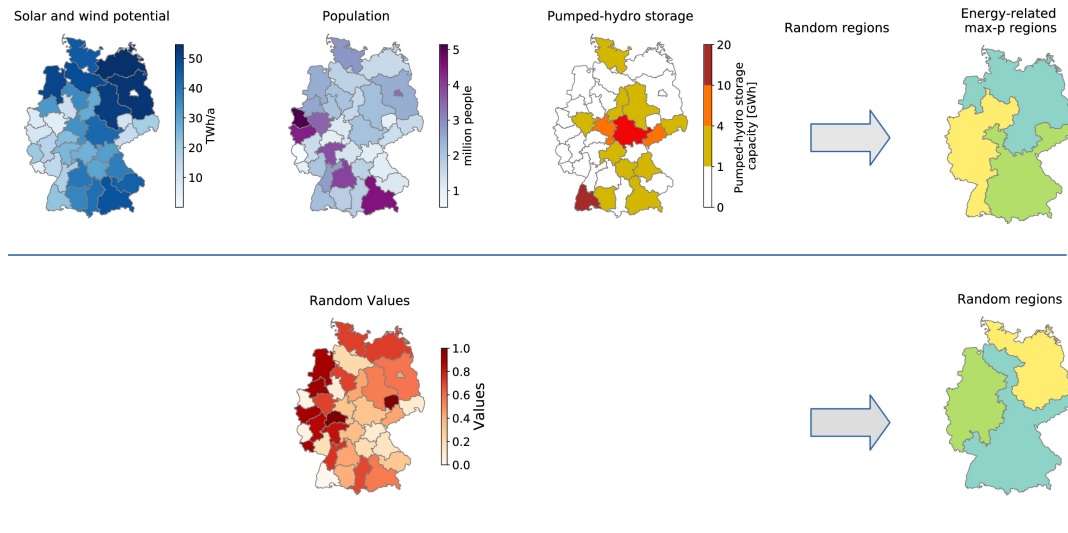 Solar and wind potential
Population
Pumped-hydro storage
Random regions
Energy-related
max-p regions
50
40
30
20
10
TWh/a
5
4
3
2
1
million people
20
10
4
1
0
Pumped-hydro storage
capacity [GWh]
Random Values
Random regions
1.0
0.8
0.6
0.4
0.2
0.0
Values